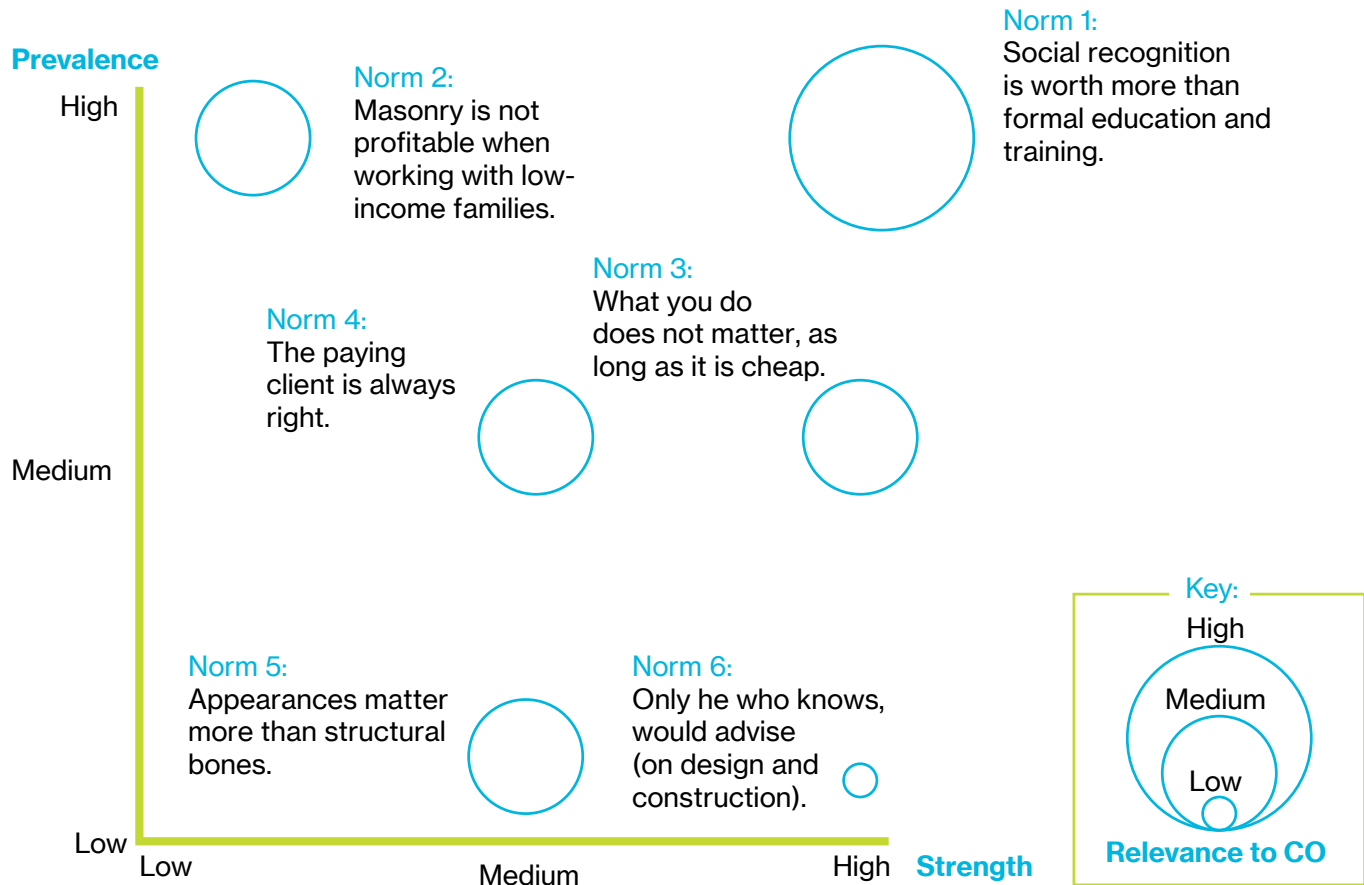 Prevalence
High
Medium
Low
Norm 1:
Social recognition
is worth more than
formal education and
training.
Norm 2:
Masonry is not
profitable when
working with low-
income families.
Norm 3:
What you do
does not matter, as
long as it is cheap.
Norm 4:
The paying
client is always
right.
Norm 5:
Appearances matter
more than structural
bones.
Norm 6:
Only he who knows,
would advise
(on design and
construction).
Low
Medium
High
Strength
Key:
High
Medium
Low
Relevance to CO